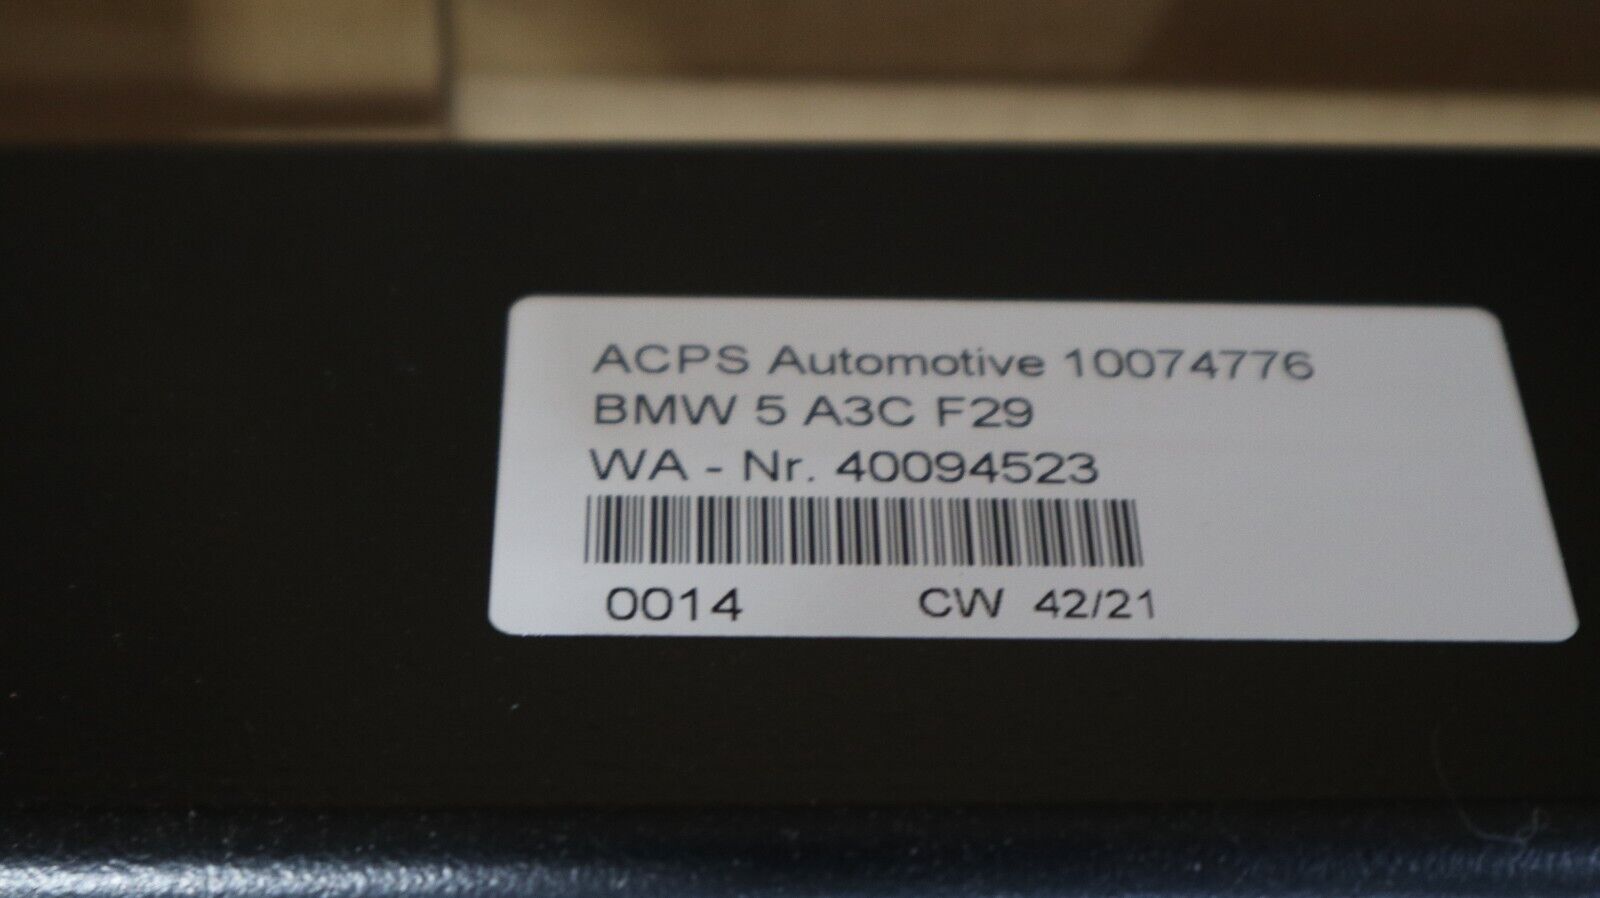 ACPS Automotive 10074776
BMW 5 A3C F29
WA - Nr. 40094523
0014 CW 42/21